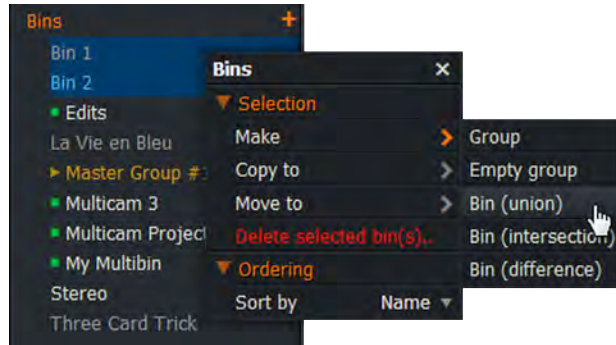 Bins +
Bin 1
Bin 2
Edits
La Vie en Bleu
Master Group #
Multicam 3
Multicam Project
My Multibin
Stereo
Three Card Trick
Bins ×
Selection
Make
Copy to
Move to
Delete selected bin(s)..
Ordering
Sort by Name
Group
Empty group
Bin (union)
Bin (intersection)
Bin (difference)